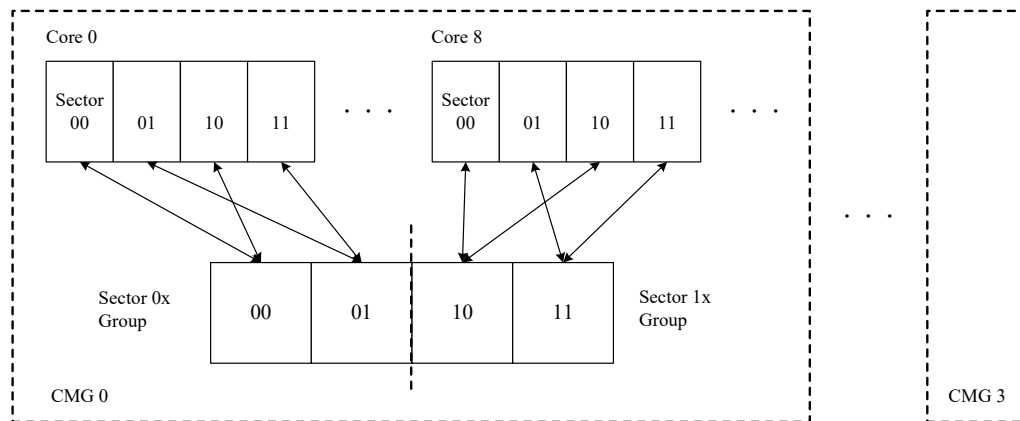 Core 0
Core 8
Sector
00 01 10 11
. . .
Sector
00 01 10 11
. . .
. . .
Sector 0x
Group
00 01 10 11
Sector 1x
Group
CMG 0
CMG 3